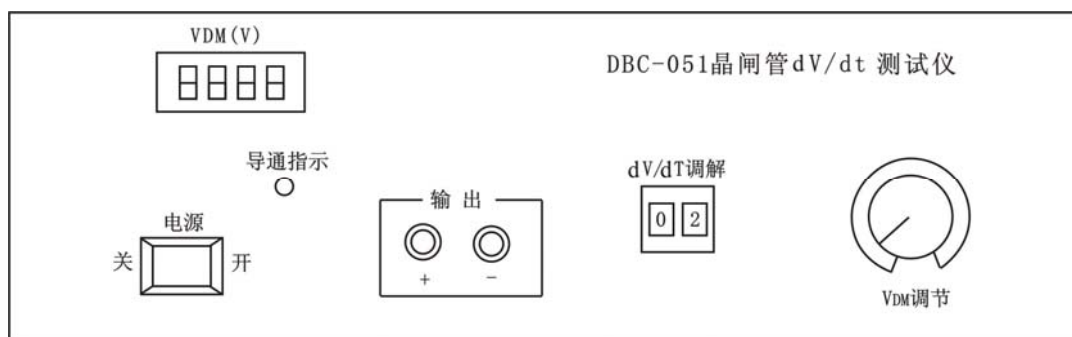 VDM(V)
8888
DBC-051晶闸管dV/dt 测试仪
导通指示
电源
关
开
输 出
+
-
dV/dT调解
0 2
VDM调节